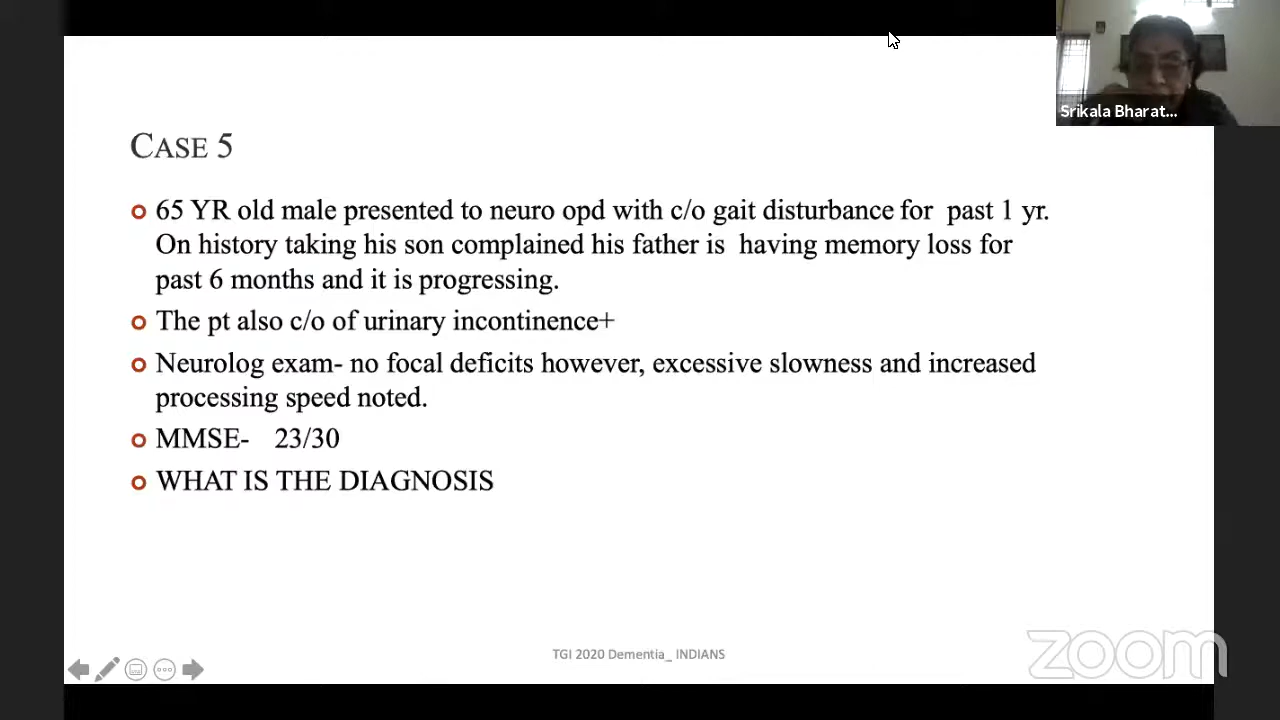 Srikala Bharat...
CASE 5
65 YR old male presented to neuro opd with c/o gait disturbance for past 1 yr.
On history taking his son complained his father is having memory loss for
past 6 months and it is progressing.
The pt also c/o of urinary incontinence+
Neurolog exam- no focal deficits however, excessive slowness and increased
processing speed noted.
MMSE- 23/30
WHAT IS THE DIAGNOSIS
TGI 2020 Dementia_ INDIANS
zoom